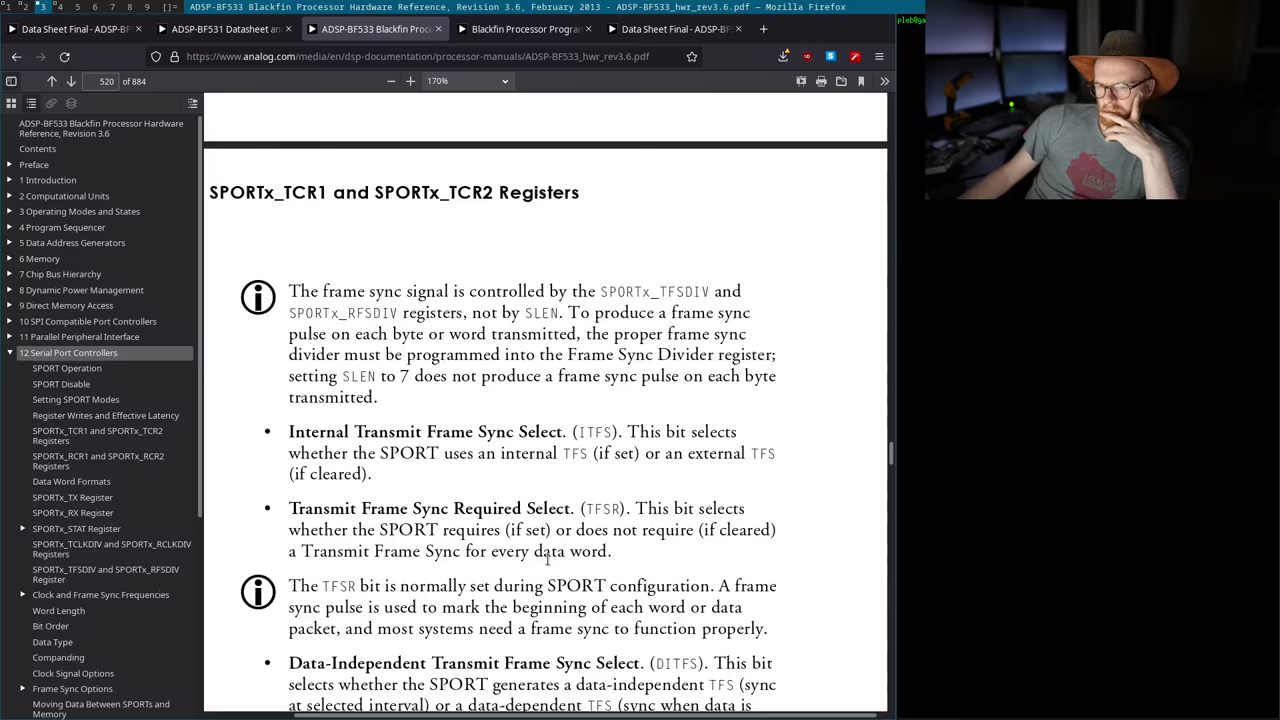 1 2 3 4 5 6 7 8 9 []= ADSP-BF533 Blackfin Processor Hardware Reference, Revision 3.6, February 2013 - ADSP-BF533_hwr_rev3.6.pdf — Mozilla Firefox
Data Sheet Final - ADSP-B
ADSP-BF531 Datasheet and
ADSP-BF533 Blackfin Proc
Blackfin Processor Program
Data Sheet Final - ADSP-B
https://www.analog.com/media/en/dsp-documentation/processor-manuals/ADSP-BF533_hwr_rev3.6.pdf
520 of 884
170%
ADSP-BF533 Blackfin Processor Hardware
Reference, Revision 3.6
Contents
Preface
1 Introduction
2 Computational Units
3 Operating Modes and States
4 Program Sequencer
5 Data Address Generators
6 Memory
7 Chip Bus Hierarchy
8 Dynamic Power Management
9 Direct Memory Access
10 SPI Compatible Port Controllers
11 Parallel Peripheral Interface
12 Serial Port Controllers
SPORT Operation
SPORT Disable
Setting SPORT Modes
Register Writes and Effective Latency
SPORTx_TCR1 and SPORTx_TCR2
Registers
SPORTx_RCR1 and SPORTx_RCR2
Registers
Data Word Formats
SPORTx_TX Register
SPORTx_RX Register
SPORTx_STAT Register
SPORTx_TCLKDIV and SPORTx_RCLKDIV
Registers
SPORTx_TFSDIV and SPORTx_RFSDIV
Register
Clock and Frame Sync Frequencies
Word Length
Bit Order
Data Type
Companding
Clock Signal Options
Frame Sync Options
Moving Data Between SPORTs and
Memory
SPORTx_TCR1 and SPORTx_TCR2 Registers
The frame sync signal is controlled by the SPORTx_TFSDIV and
SPORTx_RFSDIV registers, not by SLEN. To produce a frame sync
pulse on each byte or word transmitted, the proper frame sync
divider must be programmed into the Frame Sync Divider register;
setting SLEN to 7 does not produce a frame sync pulse on each byte
transmitted.
• Internal Transmit Frame Sync Select. (ITFS). This bit selects
whether the SPORT uses an internal TFS (if set) or an external TFS
(if cleared).
• Transmit Frame Sync Required Select. (TFSR). This bit selects
whether the SPORT requires (if set) or does not require (if cleared)
a Transmit Frame Sync for every data word.
The TFSR bit is normally set during SPORT configuration. A frame
sync pulse is used to mark the beginning of each word or data
packet, and most systems need a frame sync to function properly.
• Data-Independent Transmit Frame Sync Select. (DITFS). This bit
selects whether the SPORT generates a data-independent TFS (sync
at selected interval) or a data-dependent TFS (sync when data is